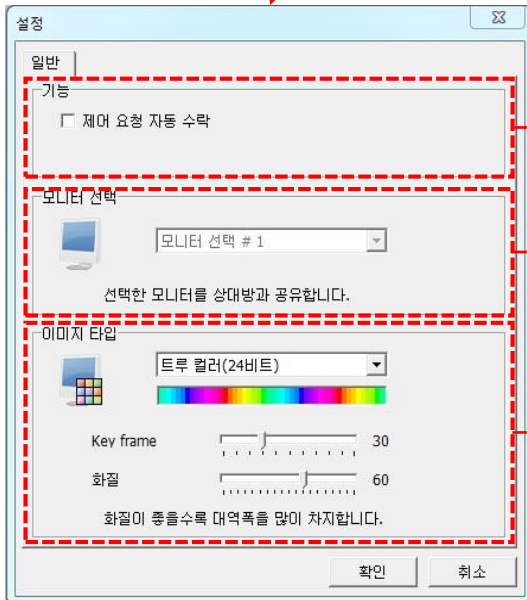 설정
일반
기능
제어 요청 자동 수락
모니터 선택
모니터 선택 # 1
선택한 모니터를 상대방과 공유합니다.
이미지 타입
트루 컬러(24비트)
Key frame 30
화질 60
화질이 좋을수록 대역폭을 많이 차지합니다.
확인 취소